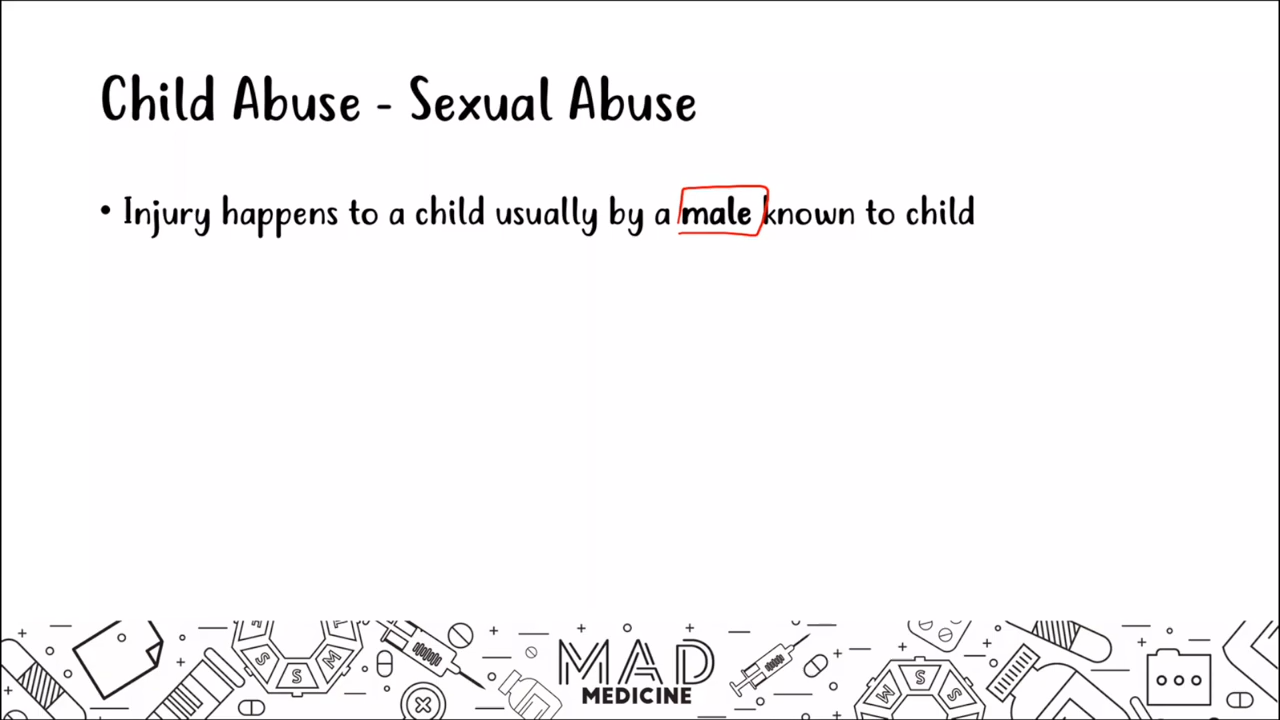 Child Abuse - Sexual Abuse
• Injury happens to a child usually by a male known to child
S
S
M
S
M
S
S
MAD
MEDICINE